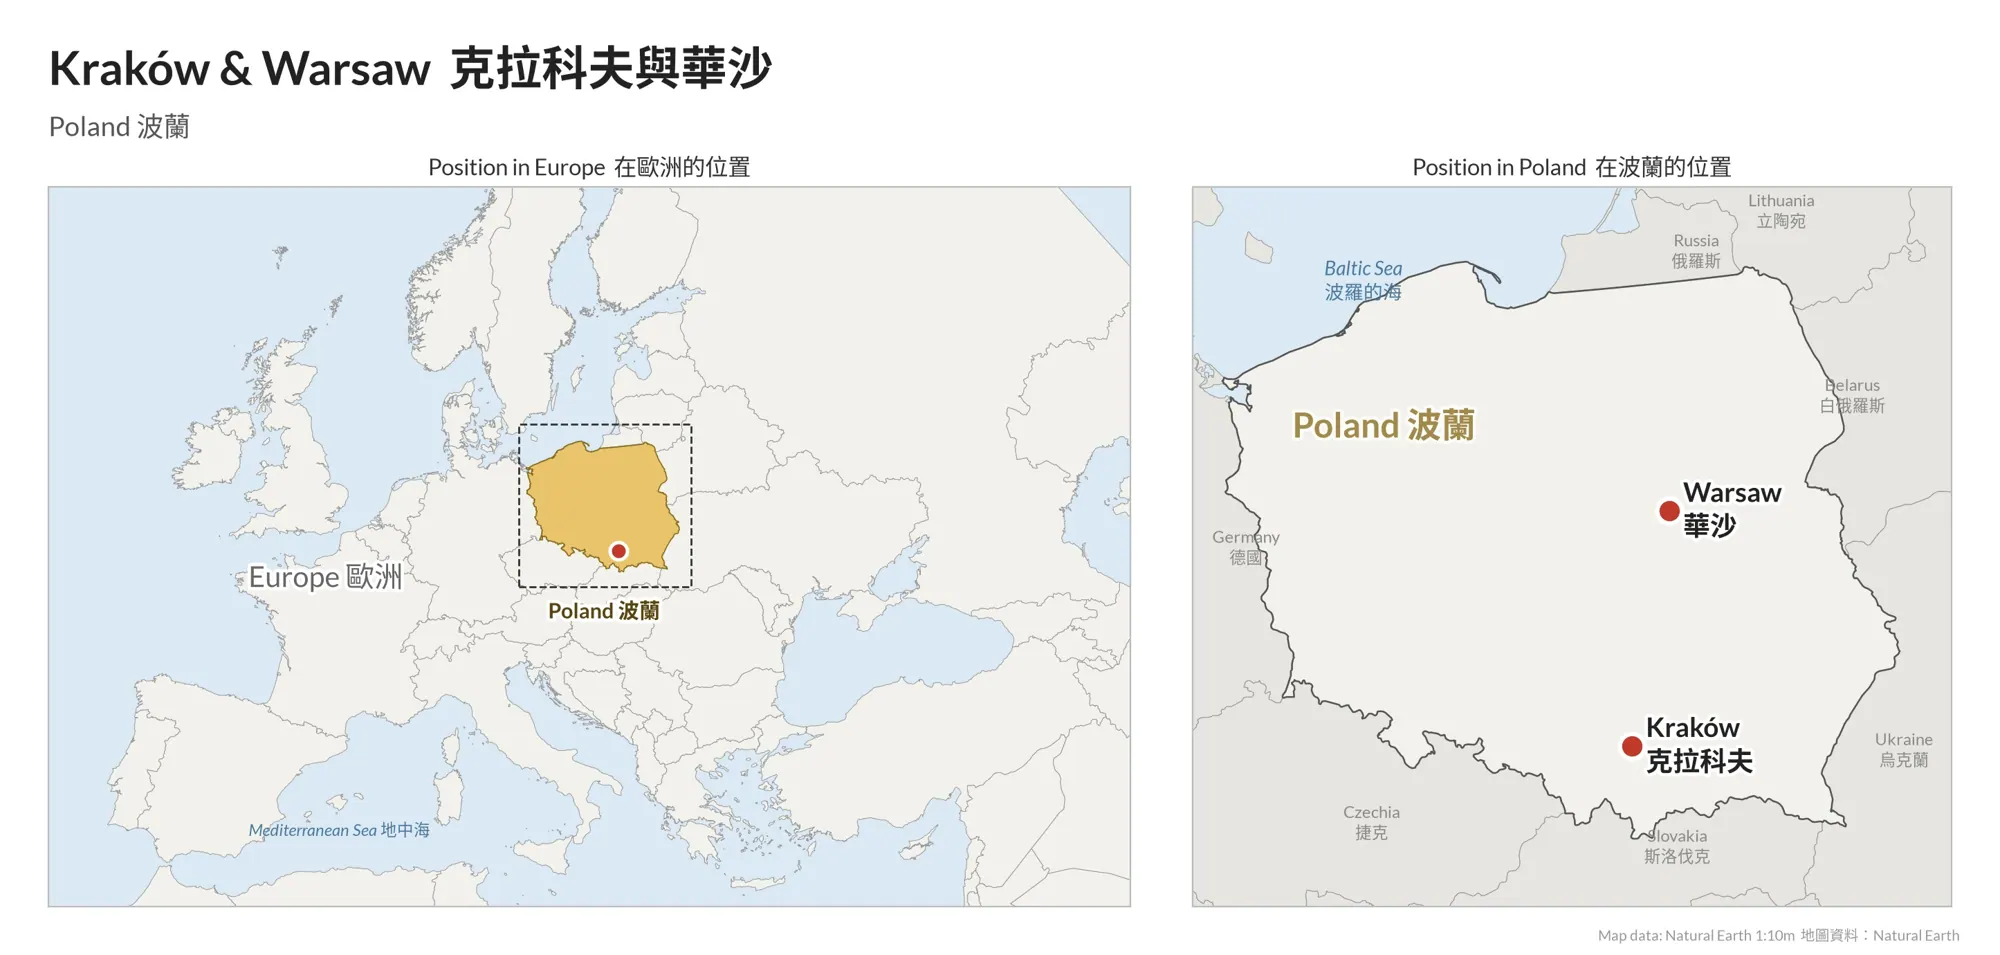 Kraków & Warsaw 克拉科夫與華沙
Poland 波蘭
Position in Europe 在歐洲的位置
Europe 歐洲
Poland 波蘭
Mediterranean Sea 地中海
Position in Poland 在波蘭的位置
Lithuania
立陶宛
Russia
俄羅斯
Baltic Sea
波羅的海
Belarus
白俄羅斯
Poland 波蘭
Warsaw
華沙
Germany
德國
Kraków
克拉科夫
Ukraine
烏克蘭
Czechia
捷克
Slovakia
斯洛伐克
Map data: Natural Earth 1:10m 地圖資料：Natural Earth